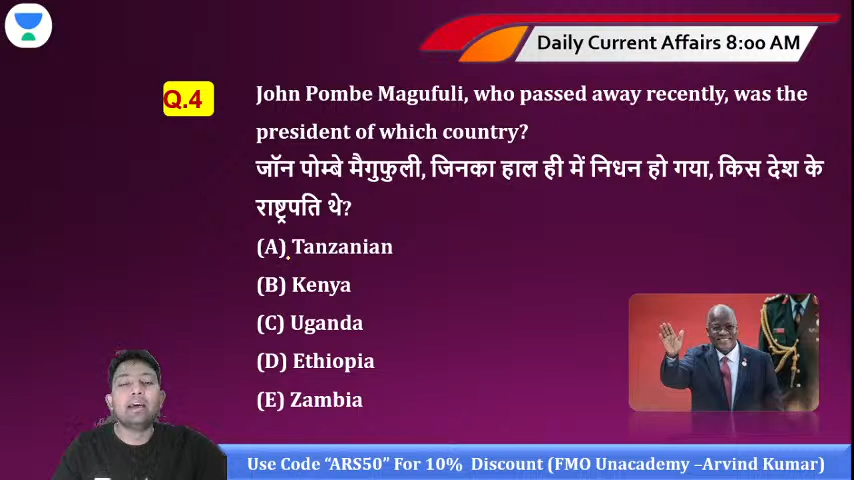 Daily Current Affairs 8:00 AM
Q.4
John Pombe Magufuli, who passed away recently, was the
president of which country?
जॉन पोम्बे मैगुफुली, जिनका हाल ही में निधन हो गया, किस देश के
राष्ट्रपति थे?
(A) Tanzanian
(B) Kenya
(C) Uganda
(D) Ethiopia
(E) Zambia
Use Code “ARS50” For 10% Discount (FMO Unacademy –Arvind Kumar)